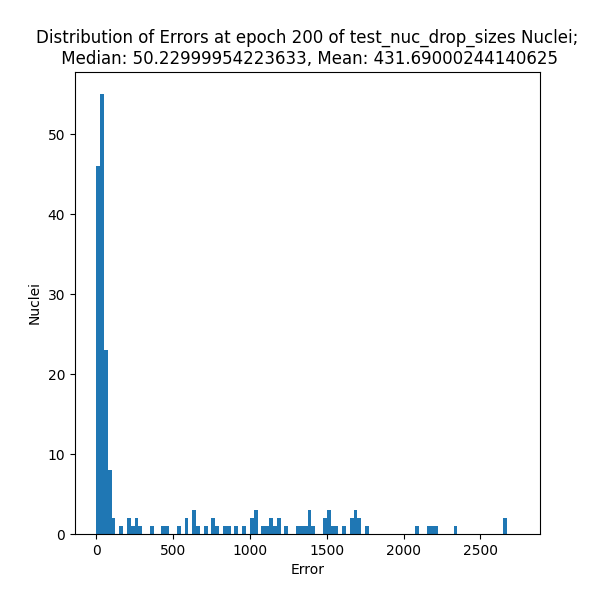 Distribution of Errors at epoch 200 of test_nuc_drop_sizes Nuclei;
Median: 50.22999954223633, Mean: 431.69000244140625
50
40
30
20
10
0
Nuclei
0 500 1000 1500 2000 2500
Error